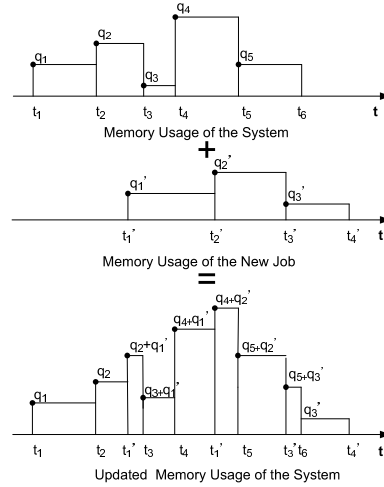 q4
q2
q1
q5
q3
t1 t2 t3 t4 t5 t6 t
Memory Usage of the System
+
q2'
q1'
q3'
t1' t2' t3' t4' t
Memory Usage of the New Job
=
q4+q2'
q4+q1'
q2+q1'
q5+q2'
q2
q5+q3'
q1
q3+q1'
q3'
t1 t2 t1' t3 t4 t1' t5 t3' t6 t4' t
Updated Memory Usage of the System